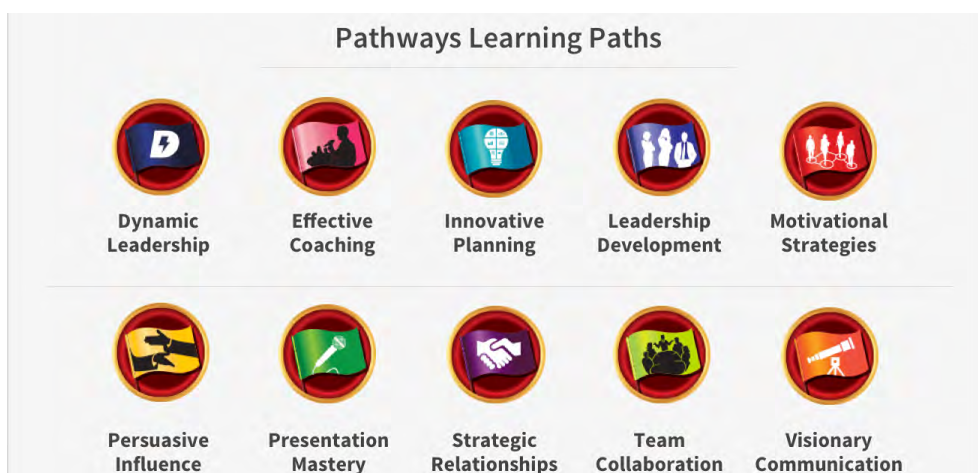 Pathways Learning Paths
D
Dynamic
Leadership
Effective
Coaching
Innovative
Planning
Leadership
Development
Motivational
Strategies
Persuasive
Influence
Presentation
Mastery
Strategic
Relationships
Team
Collaboration
Visionary
Communication